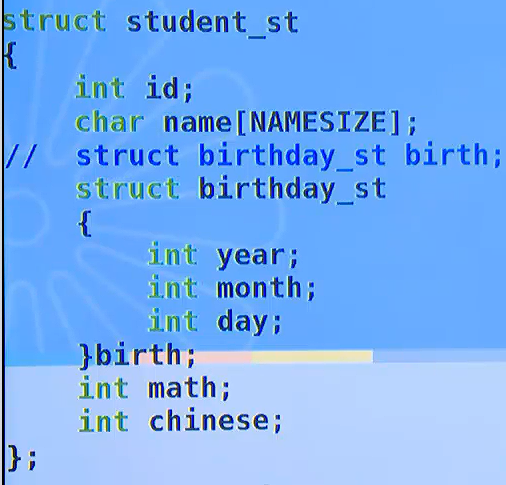 struct student_st
{
    int id;
    char name[NAMESIZE];
//  struct birthday_st birth;
    struct birthday_st
    {
        int year;
        int month;
        int day;
    }birth;
    int math;
    int chinese;
};